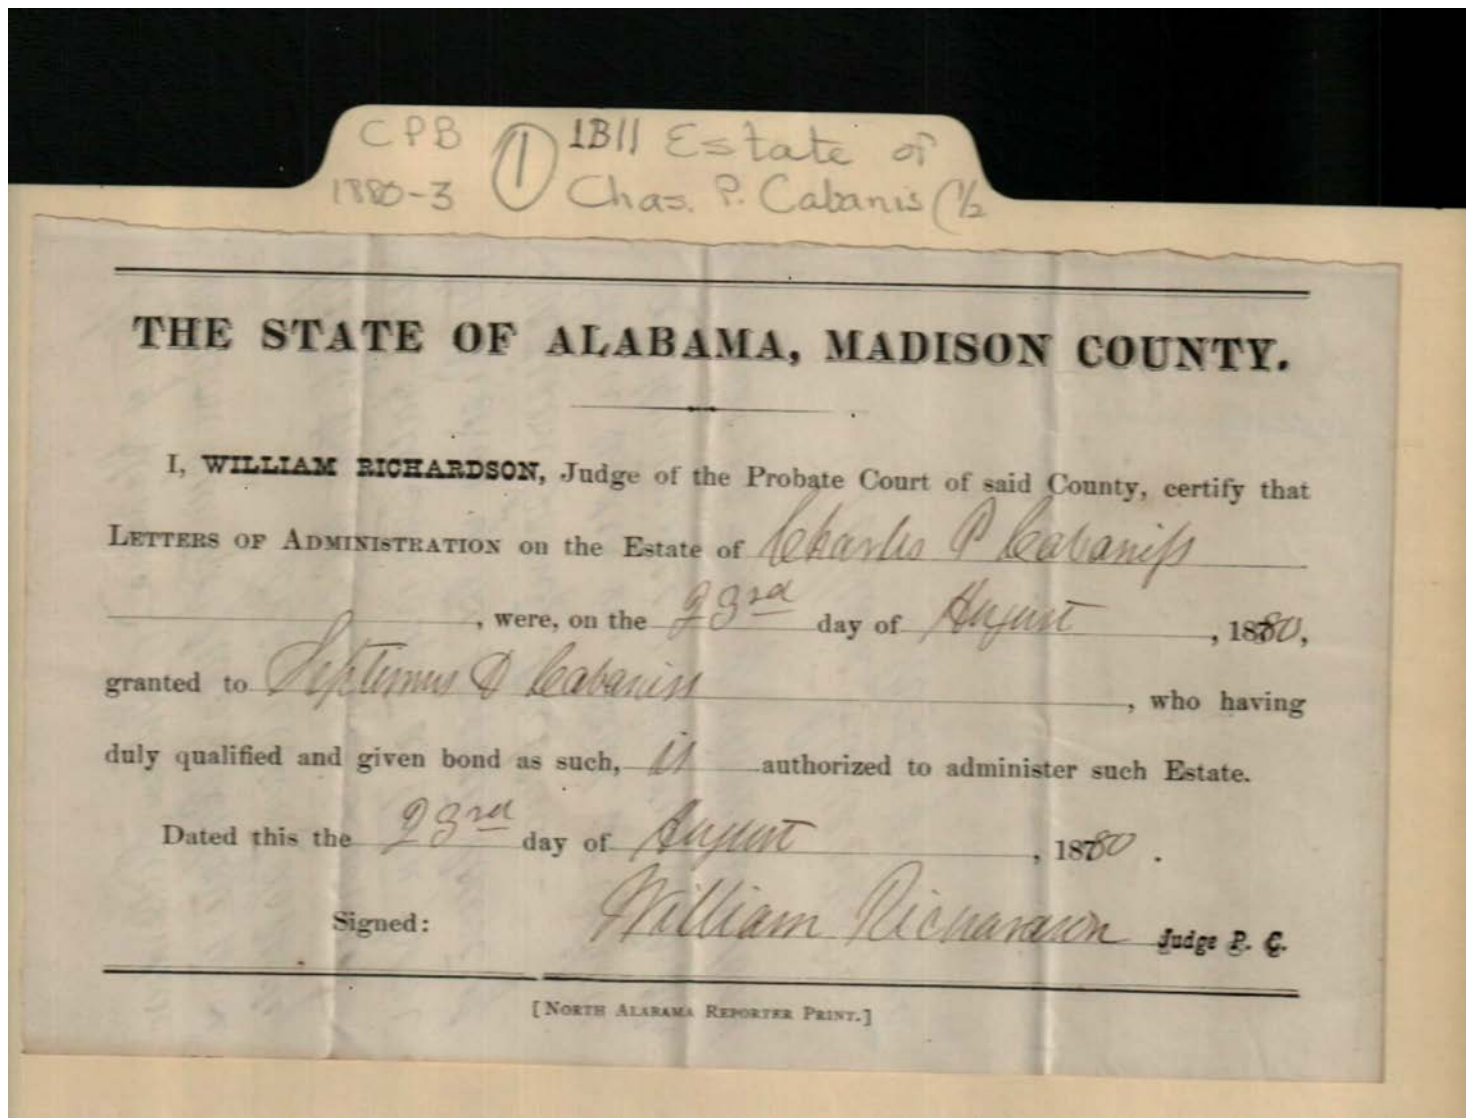 CPB ① 1B11 Estate of
1880-3 Chas. P. Cabanis (1/2
THE STATE OF ALABAMA, MADISON COUNTY.
I, WILLIAM RICHARDSON, Judge of the Probate Court of said County, certify that
LETTERS OF ADMINISTRATION on the Estate of Charles P Cabaniss
, were, on the 23rd day of August, 1880,
granted to Septimus D Cabaniss, who having
duly qualified and given bond as such, is authorized to administer such Estate.
Dated this the 23rd day of August, 1880.
Signed: William Richardson Judge P. C.
[NORTH ALABAMA REPORTER PRINT.]